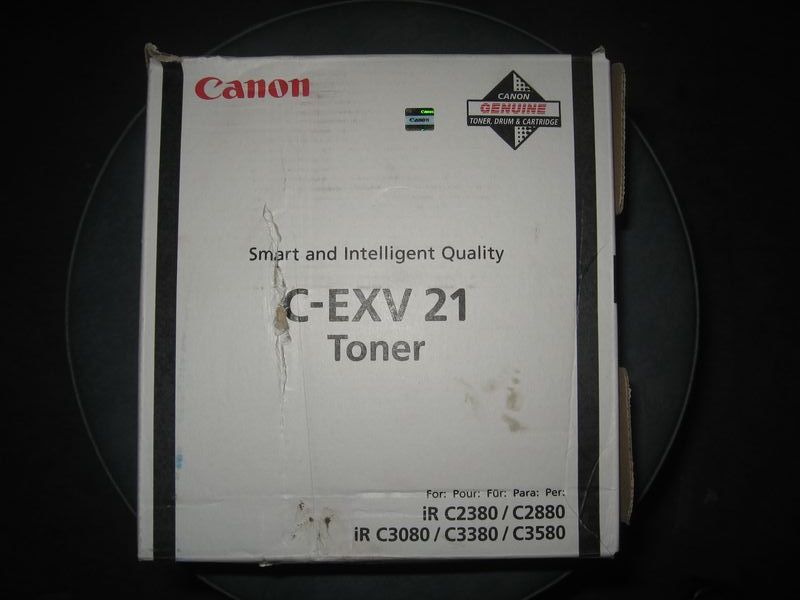 Canon
Canon
Canon
CANON
GENUINE
TONER, DRUM & CARTRIDGE
Smart and Intelligent Quality
C-EXV 21
Toner
For: Pour: Für: Para: Per:
iR C2380 / C2880
iR C3080 / C3380 / C3580